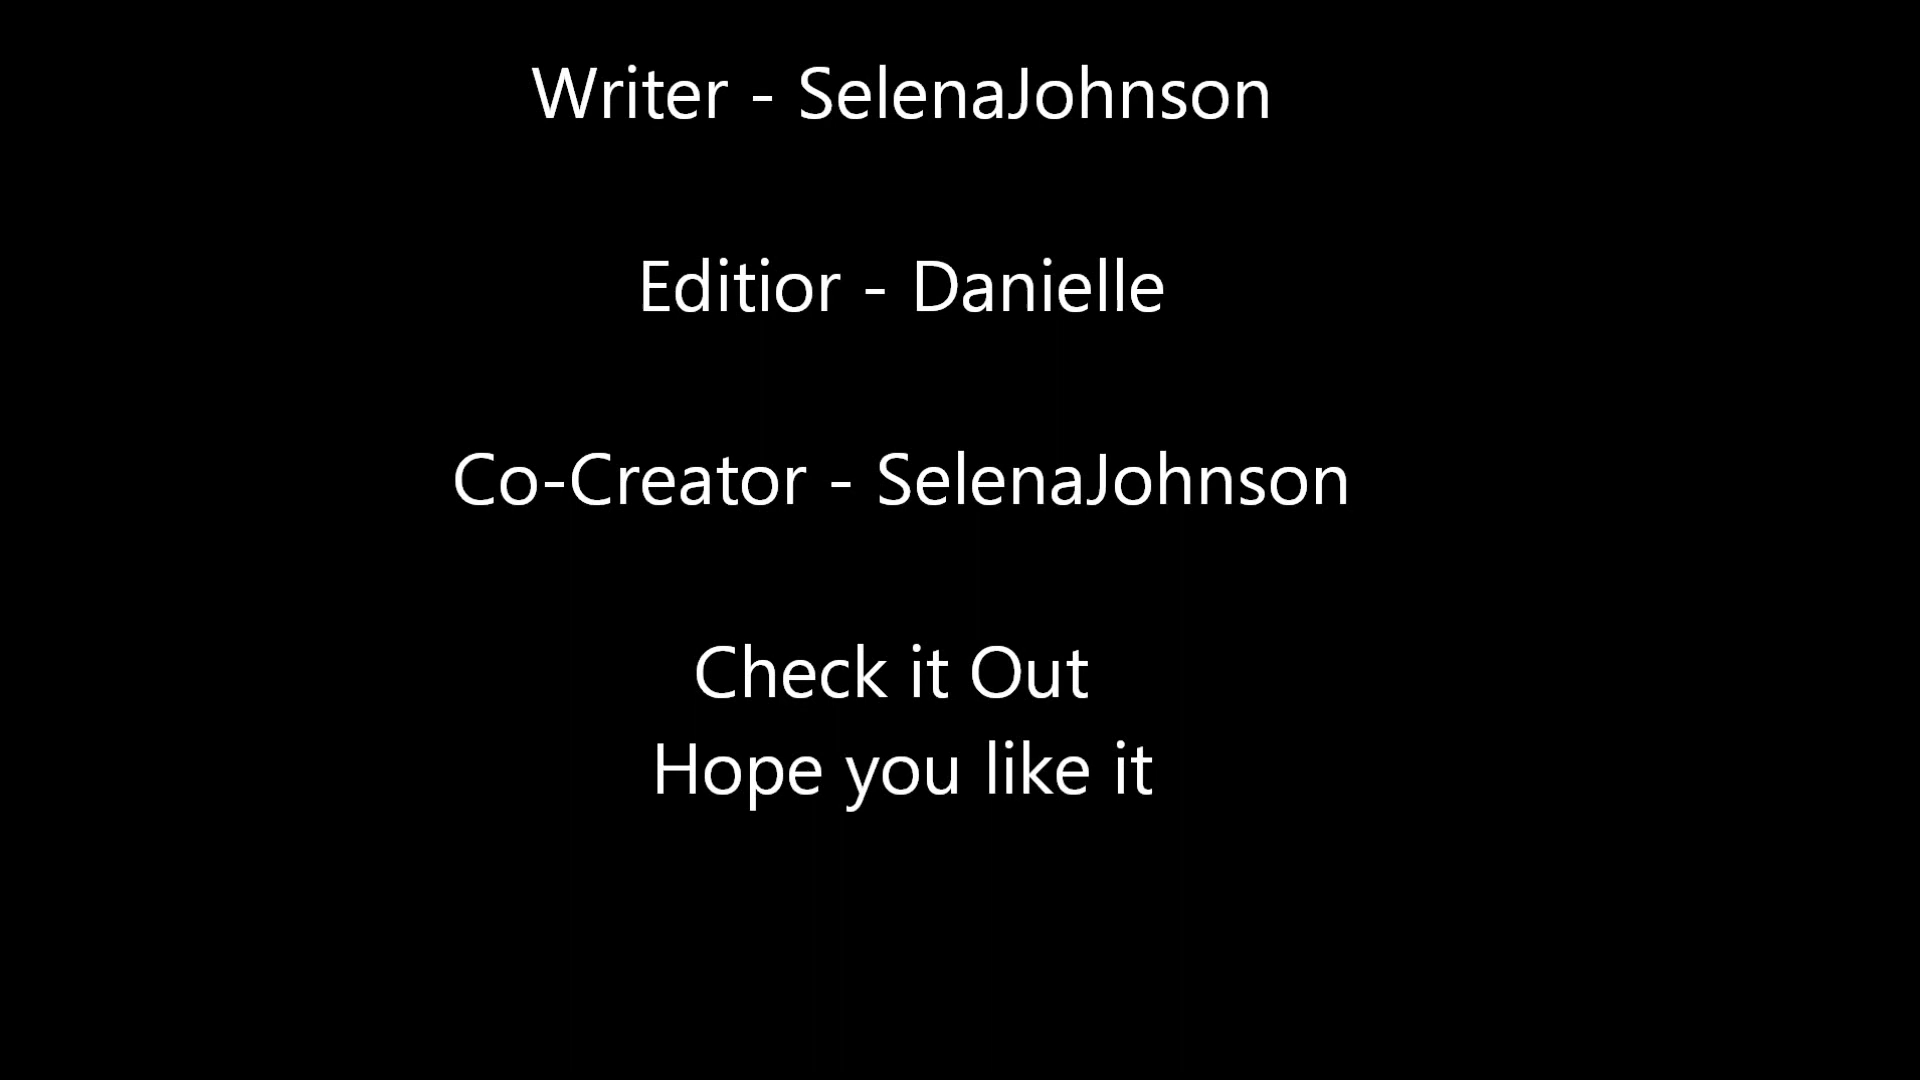 Writer - SelenaJohnson
Editior - Danielle
Co-Creator - SelenaJohnson
Check it Out
Hope you like it